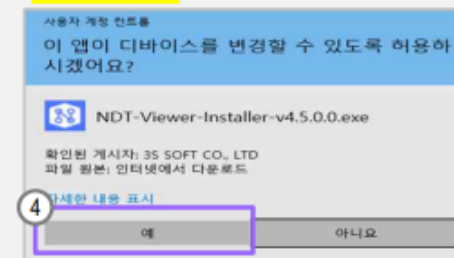 사용자 계정 컨트롤
이 앱이 디바이스를 변경할 수 있도록 허용하
시겠어요?
NDT-Viewer-Installer-v4.5.0.0.exe
확인된 게시자: 3S SOFT CO., LTD
파일 원본: 인터넷에서 다운로드
자세한 내용 표시
4
예
아니요